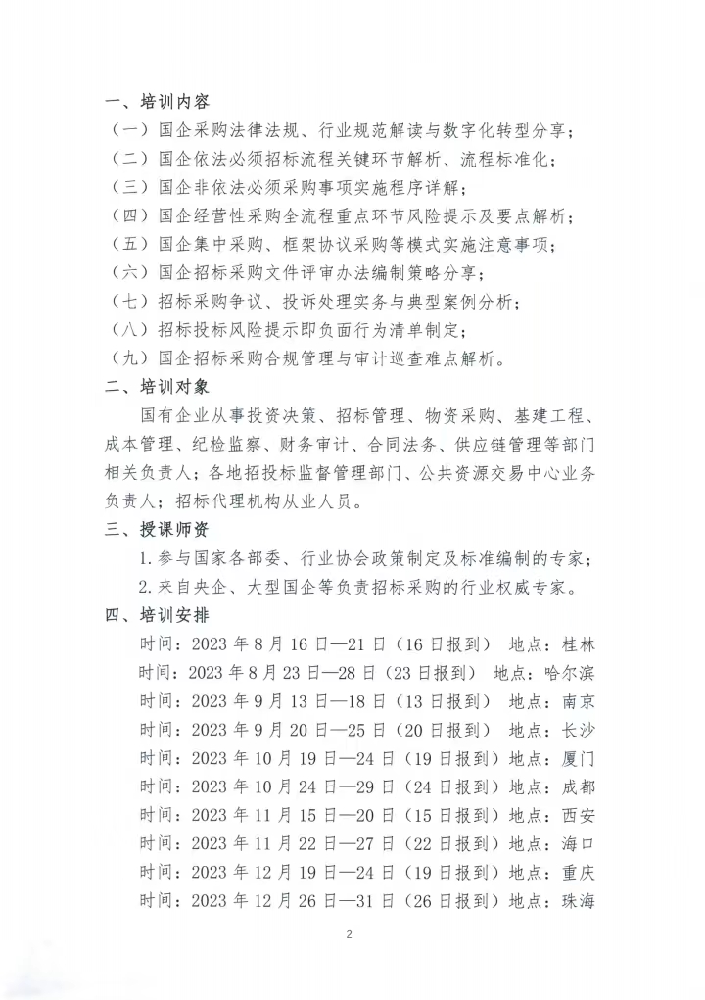 一、培训内容
（一）国企采购法律法规、行业规范解读与数字化转型分享；
（二）国企依法必须招标流程关键环节解析、流程标准化；
（三）国企非依法必须采购事项实施程序详解；
（四）国企经营性采购全流程重点环节风险提示及要点解析；
（五）国企集中采购、框架协议采购等模式实施注意事项；
（六）国企招标采购文件评审办法编制策略分享；
（七）招标采购争议、投诉处理实务与典型案例分析；
（八）招标投标风险提示即负面行为清单制定；
（九）国企招标采购合规管理与审计巡查难点解析。
二、培训对象
国有企业从事投资决策、招标管理、物资采购、基建工程、
成本管理、纪检监察、财务审计、合同法务、供应链管理等部门
相关负责人；各地招投标监督管理部门、公共资源交易中心业务
负责人；招标代理机构从业人员。
三、授课师资
1.参与国家各部委、行业协会政策制定及标准编制的专家；
2.来自央企、大型国企等负责招标采购的行业权威专家。
四、培训安排
时间：2023 年 8 月 16 日—21 日（16 日报到） 地点：桂林
时间：2023 年 8 月 23 日—28 日（23 日报到） 地点：哈尔滨
时间：2023 年 9 月 13 日—18 日（13 日报到） 地点：南京
时间：2023 年 9 月 20 日—25 日（20 日报到） 地点：长沙
时间：2023 年 10 月 19 日—24 日（19 日报到）地点：厦门
时间：2023 年 10 月 24 日—29 日（24 日报到）地点：成都
时间：2023 年 11 月 15 日—20 日（15 日报到）地点：西安
时间：2023 年 11 月 22 日—27 日（22 日报到）地点：海口
时间：2023 年 12 月 19 日—24 日（19 日报到）地点：重庆
时间：2023 年 12 月 26 日—31 日（26 日报到）地点：珠海
2